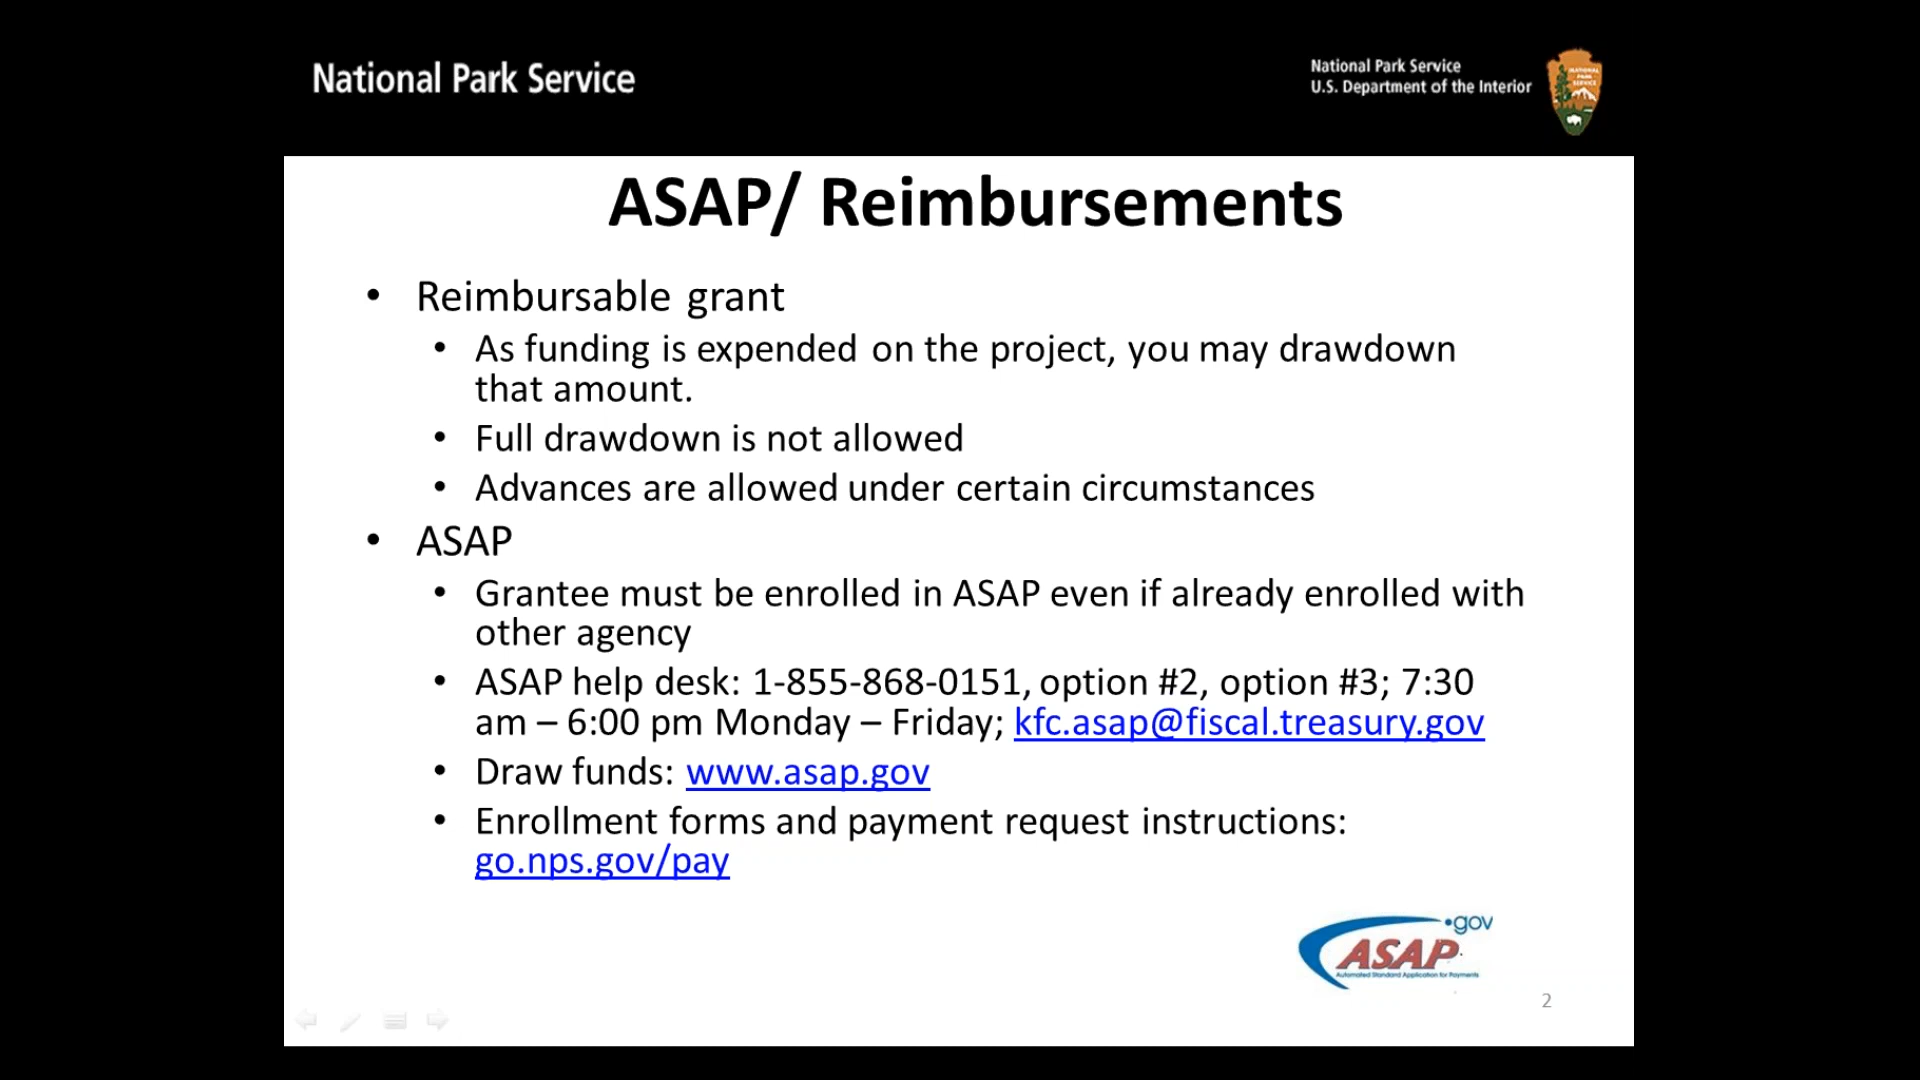 National Park Service
National Park Service
U.S. Department of the Interior
NATIONAL
PARK
SERVICE
ASAP/ Reimbursements
• Reimbursable grant
• As funding is expended on the project, you may drawdown
that amount.
• Full drawdown is not allowed
• Advances are allowed under certain circumstances
• ASAP
• Grantee must be enrolled in ASAP even if already enrolled with
other agency
• ASAP help desk: 1-855-868-0151, option #2, option #3; 7:30
am – 6:00 pm Monday – Friday; kfc.asap@fiscal.treasury.gov
• Draw funds: www.asap.gov
• Enrollment forms and payment request instructions:
go.nps.gov/pay
.gov
ASAP
Automated Standard Application for Payments
2